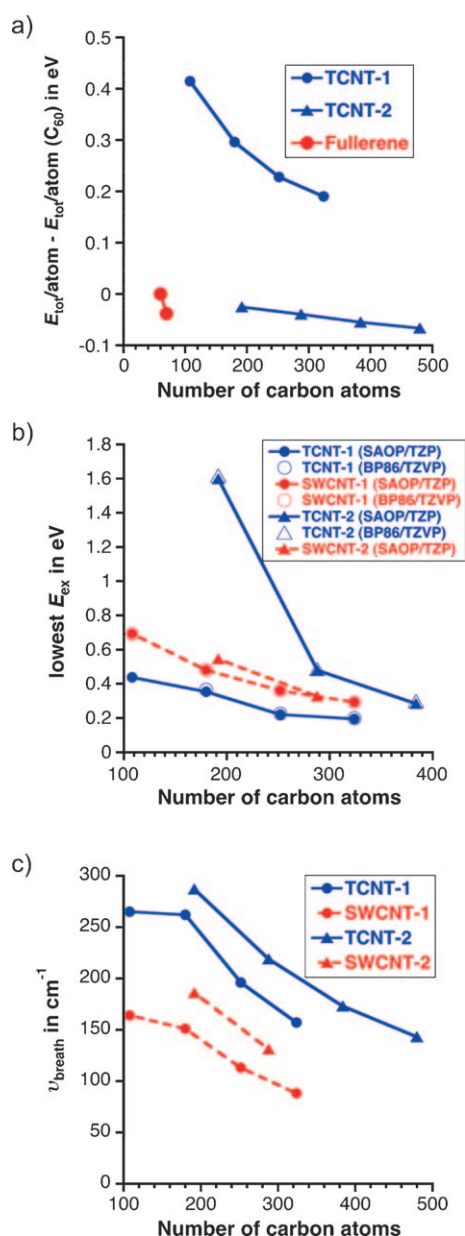 a)
0.5
0.4
0.3
0.2
0.1
0
-0.1
E_tot/atom - E_tot/atom (C_60) in eV
TCNT-1
TCNT-2
Fullerene
0 100 200 300 400 500
Number of carbon atoms
b)
1.8
1.6
1.4
1.2
1
0.8
0.6
0.4
0.2
0
lowest E_ex in eV
TCNT-1 (SAOP/TZP)
TCNT-1 (BP86/TZVP)
SWCNT-1 (SAOP/TZP)
SWCNT-1 (BP86/TZVP)
TCNT-2 (SAOP/TZP)
TCNT-2 (BP86/TZVP)
SWCNT-2 (SAOP/TZP)
100 200 300 400
Number of carbon atoms
c)
300
250
200
150
100
50
0
υ_breath in cm^-1
TCNT-1
SWCNT-1
TCNT-2
SWCNT-2
100 200 300 400 500
Number of carbon atoms